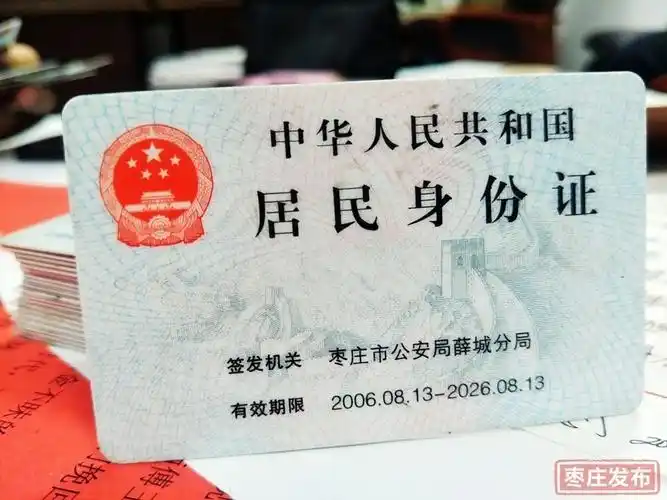 中华人民共和国
居民身份证
签发机关 枣庄市公安局薛城分局
有效期限 2006.08.13-2026.08.13
枣庄发布